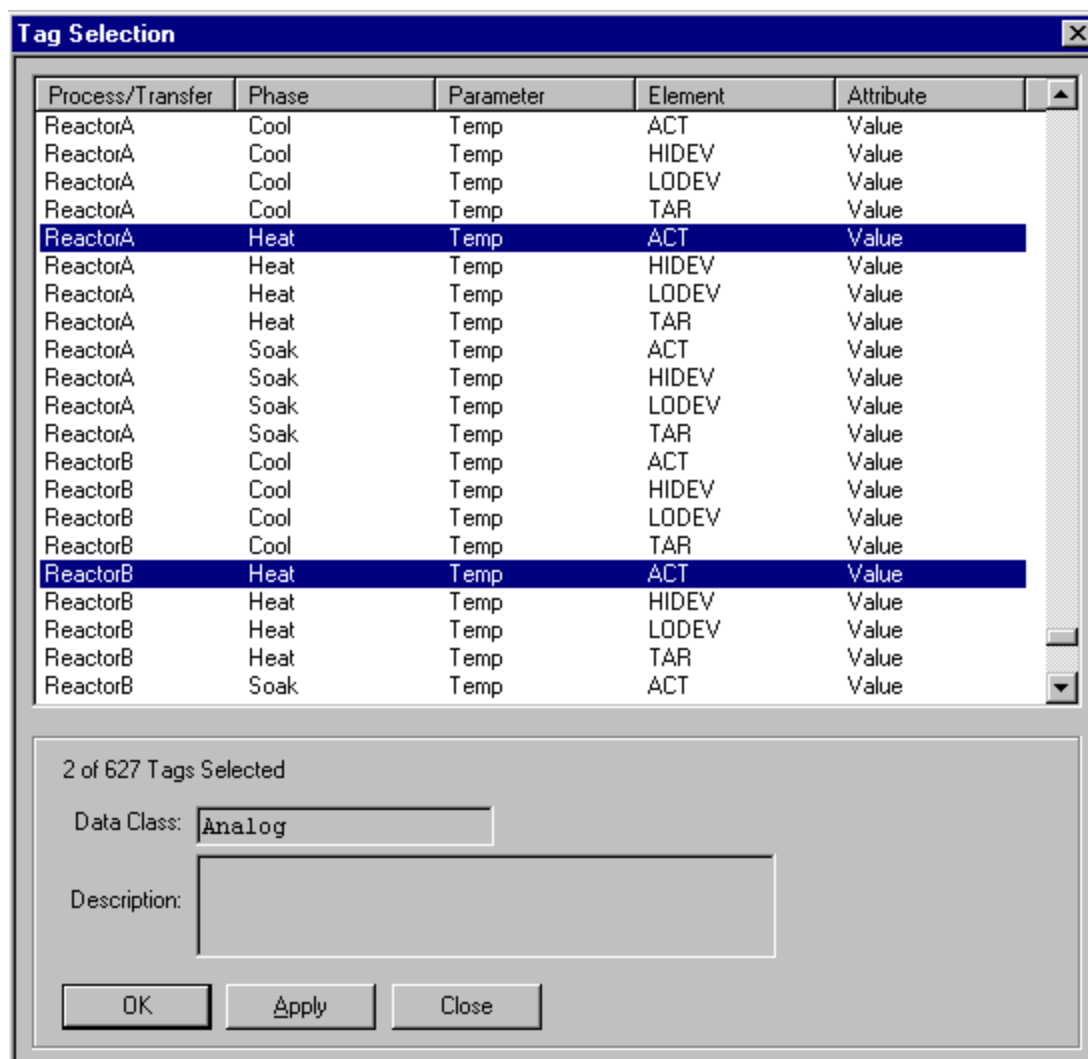 Tag Selection
Process/Transfer Phase Parameter Element Attribute
ReactorA Cool Temp ACT Value
ReactorA Cool Temp HIDEV Value
ReactorA Cool Temp LODEV Value
ReactorA Cool Temp TAR Value
ReactorA Heat Temp ACT Value
ReactorA Heat Temp HIDEV Value
ReactorA Heat Temp LODEV Value
ReactorA Heat Temp TAR Value
ReactorA Soak Temp ACT Value
ReactorA Soak Temp HIDEV Value
ReactorA Soak Temp LODEV Value
ReactorA Soak Temp TAR Value
ReactorB Cool Temp ACT Value
ReactorB Cool Temp HIDEV Value
ReactorB Cool Temp LODEV Value
ReactorB Cool Temp TAR Value
ReactorB Heat Temp ACT Value
ReactorB Heat Temp HIDEV Value
ReactorB Heat Temp LODEV Value
ReactorB Heat Temp TAR Value
ReactorB Soak Temp ACT Value
2 of 627 Tags Selected
Data Class: Analog
Description:
OK Apply Close